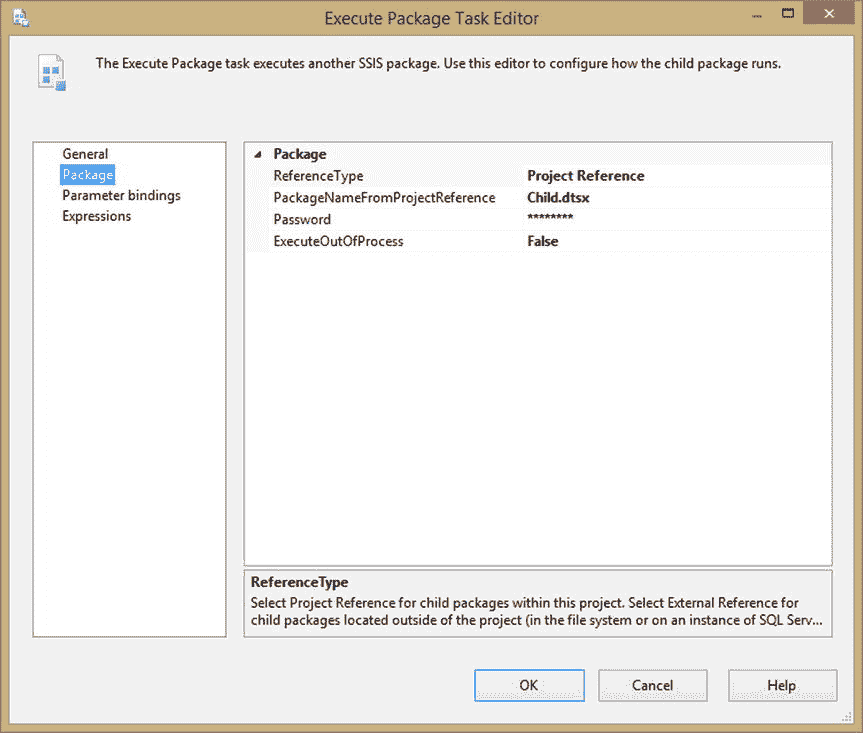 Execute Package Task Editor
The Execute Package task executes another SSIS package. Use this editor to configure how the child package runs.
General
Package
Parameter bindings
Expressions
Package
ReferenceType Project Reference
PackageNameFromProjectReference Child.dtsx
Password ********
ExecuteOutOfProcess False
ReferenceType
Select Project Reference for child packages within this project. Select External Reference for
child packages located outside of the project (in the file system or on an instance of SQL Serv...
OK Cancel Help